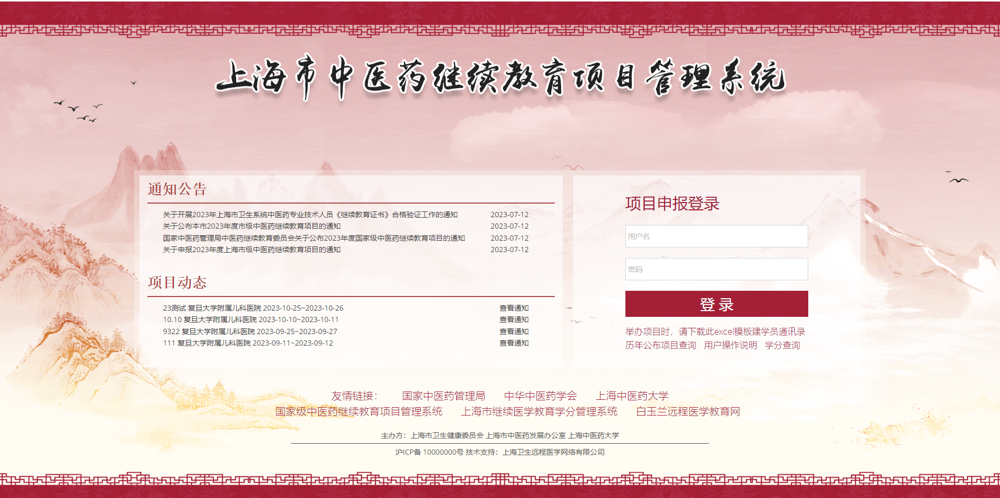 上海市中医药继续教育项目管理系统
通知公告
关于开展2023年上海市卫生系统中医药专业技术人员《继续教育证书》合格验证工作的通知 2023-07-12
关于公布本市2023年度市级中医药继续教育项目的通知 2023-07-12
国家中医药管理局中医药继续教育委员会关于公布2023年度国家级中医药继续教育项目的通知 2023-07-12
关于申报2023年度上海市级中医药继续教育项目的通知 2023-07-12
项目动态
23测试 复旦大学附属儿科医院 2023-10-25~2023-10-26 查看通知
10.10 复旦大学附属儿科医院 2023-10-10~2023-10-11 查看通知
9322 复旦大学附属儿科医院 2023-09-25~2023-09-27 查看通知
111 复旦大学附属儿科医院 2023-09-11~2023-09-12 查看通知
项目申报登录
用户名
密码
登 录
举办项目时，请下载此excel模板建学员通讯录
历年公布项目查询 用户操作说明 学分查询
友情链接： 国家中医药管理局 中华中医药学会 上海中医药大学
国家级中医药继续教育项目管理系统 上海市继续医学教育学分管理系统 白玉兰远程医学教育网
主办方：上海市卫生健康委员会 上海市中医药发展办公室 上海中医药大学
沪ICP备 10000000号 技术支持：上海卫生远程医学网络有限公司